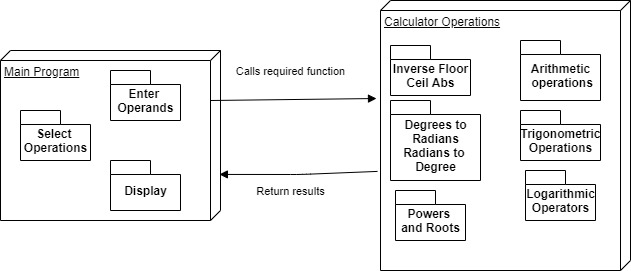 Main Program
Enter
Operands
Select
Operations
Display
Calls required function
Return results
Calculator Operations
Inverse Floor
Ceil Abs
Arithmetic
operations
Degrees to
Radians
Radians to
Degree
Trigonometric
Operations
Powers
and Roots
Logarithmic
Operators